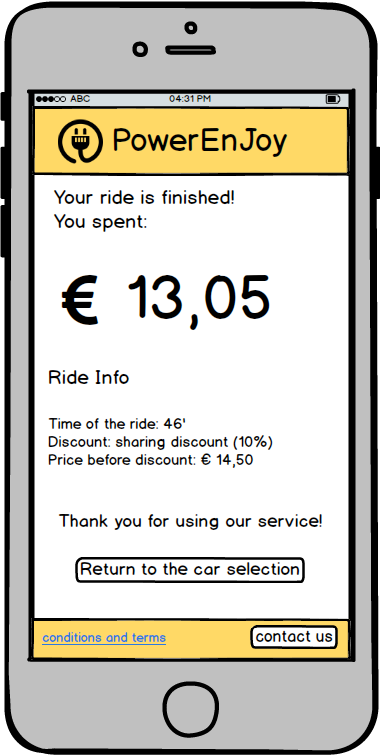 ABC 04:31 PM
PowerEnJoy
Your ride is finished!
You spent:
€ 13,05
Ride Info
Time of the ride: 46'
Discount: sharing discount (10%)
Price before discount: € 14,50
Thank you for using our service!
Return to the car selection
conditions and terms contact us